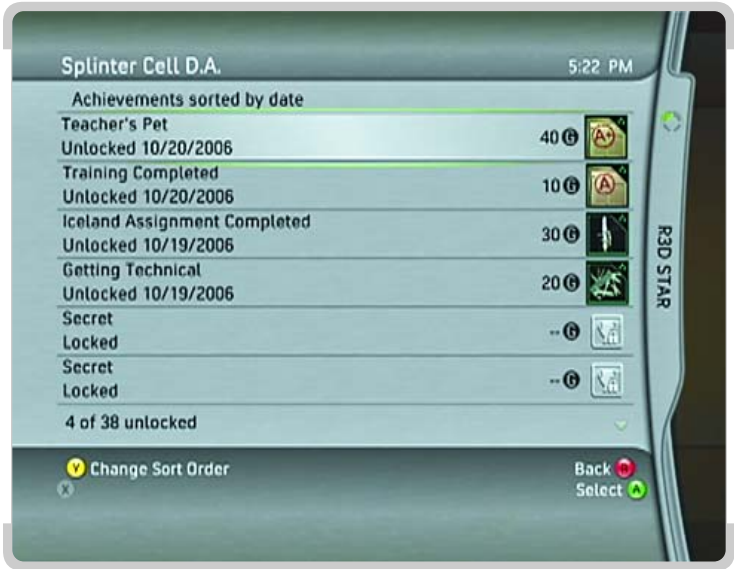 Splinter Cell D.A.
5:22 PM
Achievements sorted by date
Teacher's Pet
Unlocked 10/20/2006
40 G
A+
Training Completed
Unlocked 10/20/2006
10 G
A
Iceland Assignment Completed
Unlocked 10/19/2006
30 G
Getting Technical
Unlocked 10/19/2006
20 G
Secret
Locked
-- G
Secret
Locked
-- G
4 of 38 unlocked
R3D STAR
Y Change Sort Order
X
Back B
Select A